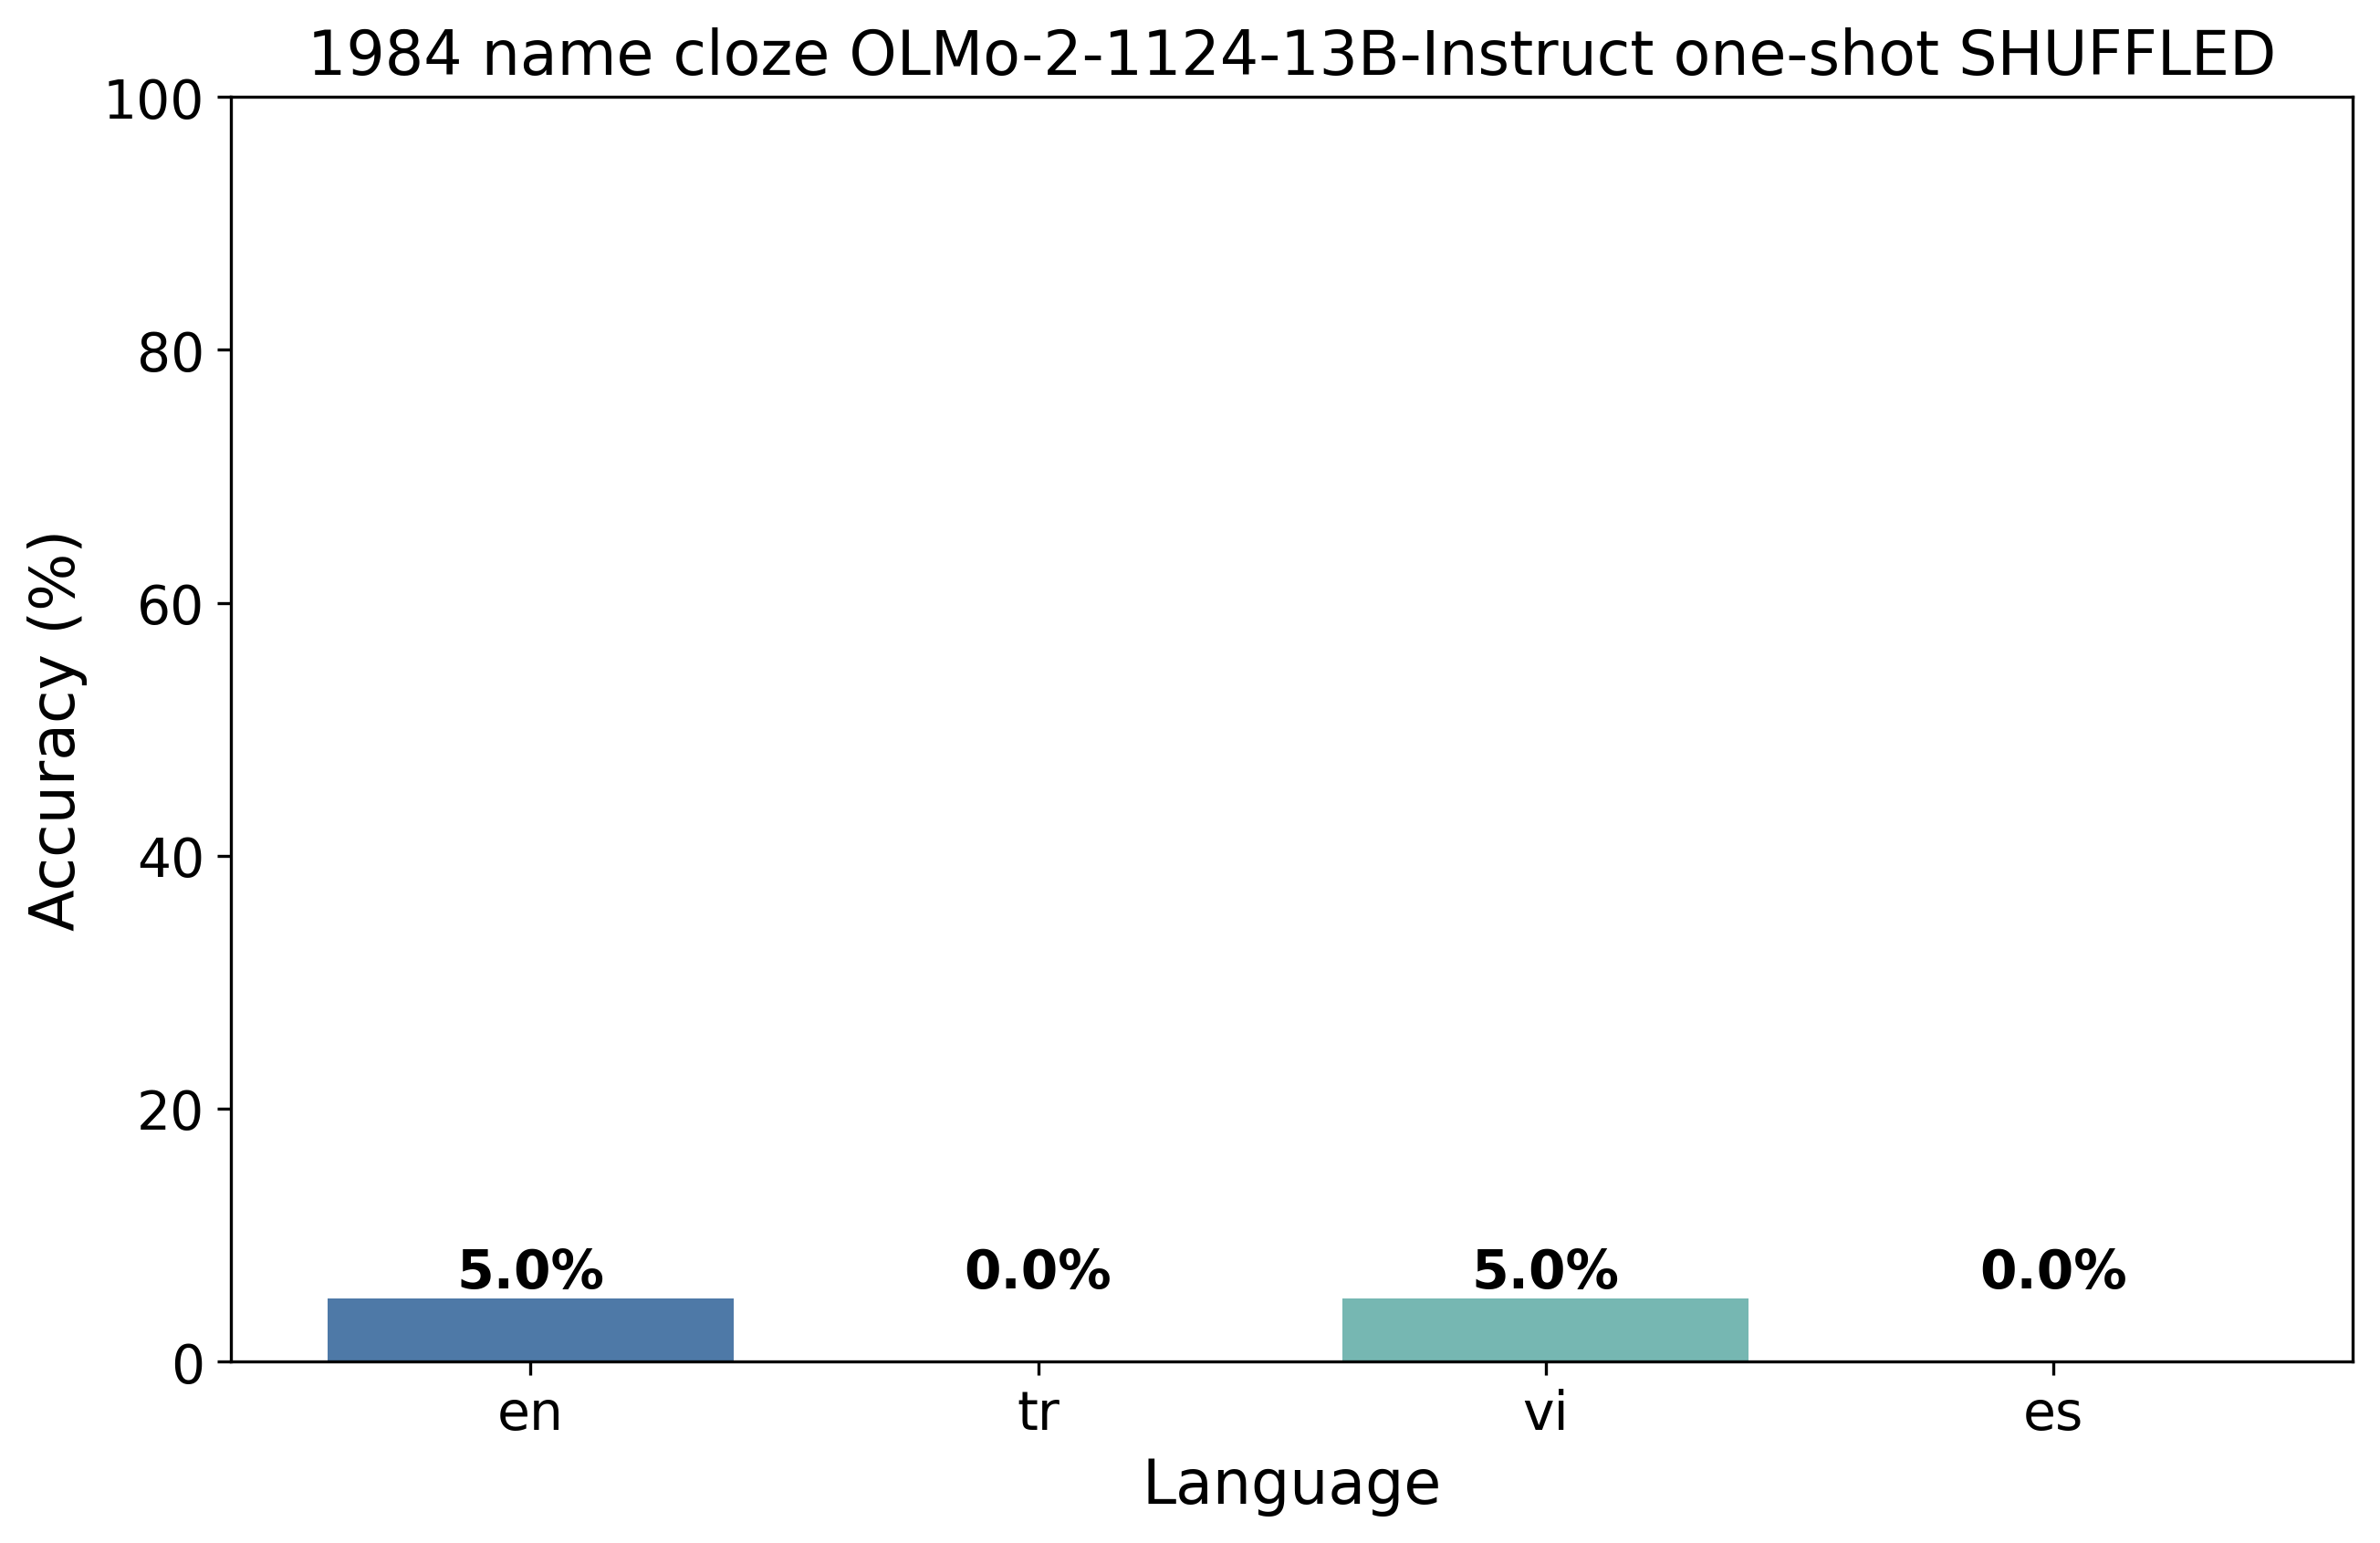 1984 name cloze OLMo-2-1124-13B-Instruct one-shot SHUFFLED
Accuracy (%)
100
80
60
40
20
0
5.0%
0.0%
5.0%
0.0%
en
tr
vi
es
Language